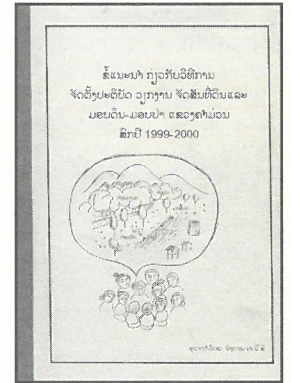 ຂໍ້ແນະນຳ ກ່ຽວກັບວິທີການ
ຈັດຕັ້ງປະຕິບັດ ວຽກງານ ຈັດສັນທີ່ດິນແລະ
ມອບດິນ-ມອບປ່າ ແຂວງຄຳມ່ວນ
ສົກປີ 1999-2000